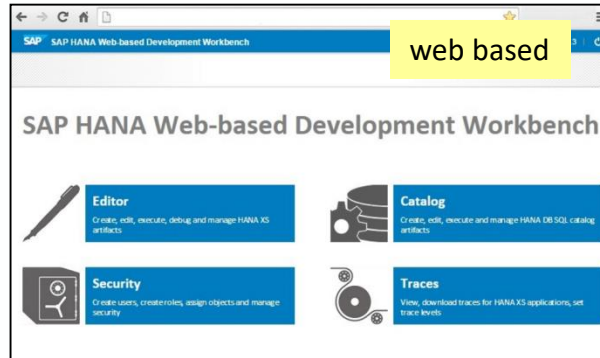 SAP SAP HANA Web-based Development Workbench
web based
3
SAP HANA Web-based Development Workbench
Editor
Create, edit, execute, debug and manage HANA XS
artifacts
Catalog
Create, edit, execute and manage HANA DB SQL catalog
artifacts
Security
Create users, create roles, assign objects and manage
security
Traces
View, download traces for HANA XS applications, set
trace levels